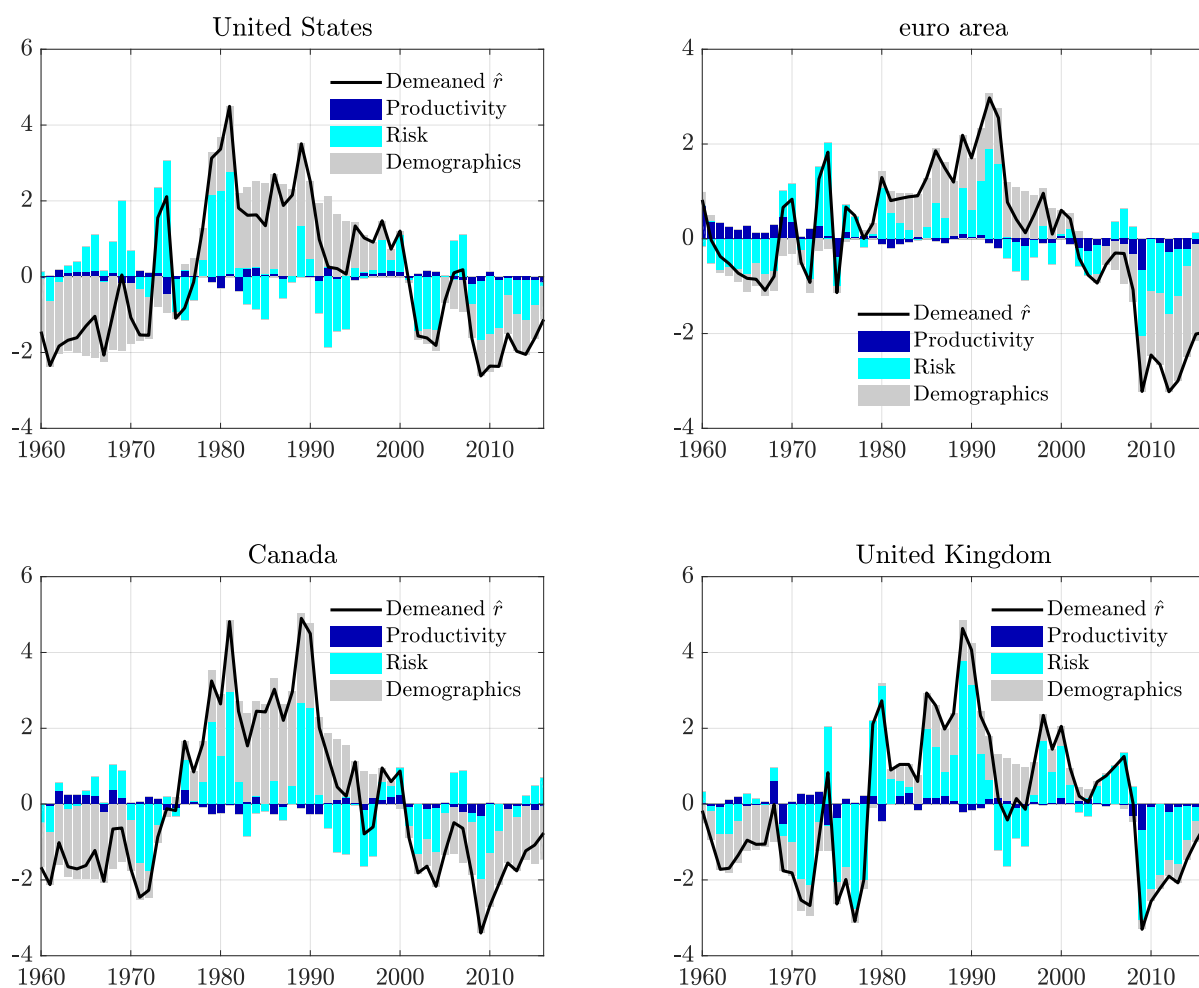 United States
6
4
2
0
-2
-4
1960 1970 1980 1990 2000 2010
Demeaned r̂
Productivity
Risk
Demographics
euro area
4
2
0
-2
-4
1960 1970 1980 1990 2000 2010
Demeaned r̂
Productivity
Risk
Demographics
Canada
6
4
2
0
-2
-4
1960 1970 1980 1990 2000 2010
Demeaned r̂
Productivity
Risk
Demographics
United Kingdom
6
4
2
0
-2
-4
1960 1970 1980 1990 2000 2010
Demeaned r̂
Productivity
Risk
Demographics